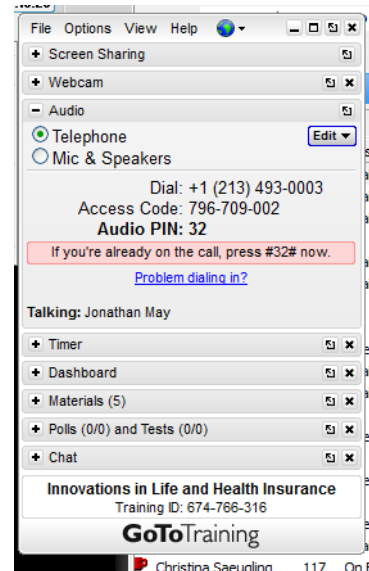 File Options View Help
Screen Sharing
Webcam
Audio
Telephone
Edit
Mic & Speakers
Dial: +1 (213) 493-0003
Access Code: 796-709-002
Audio PIN: 32
If you're already on the call, press #32# now.
Problem dialing in?
Talking: Jonathan May
Timer
Dashboard
Materials (5)
Polls (0/0) and Tests (0/0)
Chat
Innovations in Life and Health Insurance
Training ID: 674-766-316
GoToTraining
Christina Saeugling 117 On